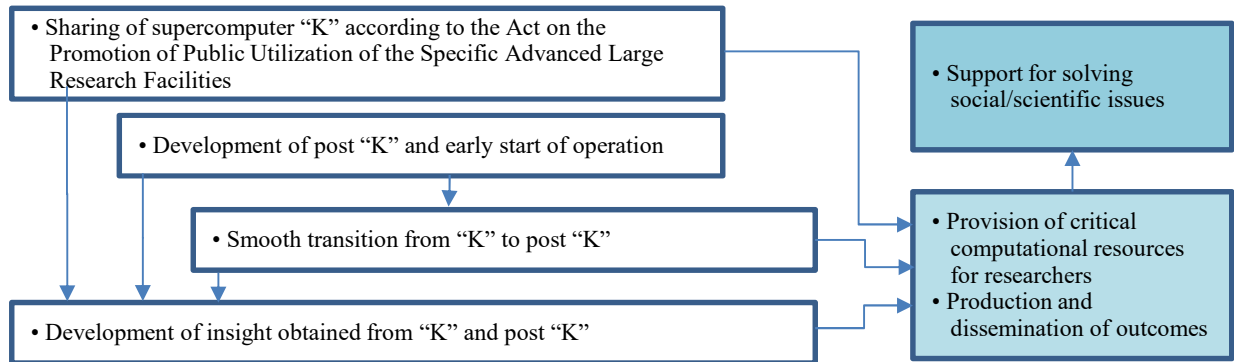 • Sharing of supercomputer “K” according to the Act on the
Promotion of Public Utilization of the Specific Advanced Large
Research Facilities
• Development of post “K” and early start of operation
• Smooth transition from “K” to post “K”
• Development of insight obtained from “K” and post “K”
• Support for solving
social/scientific issues
• Provision of critical
computational resources
for researchers
• Production and
dissemination of outcomes